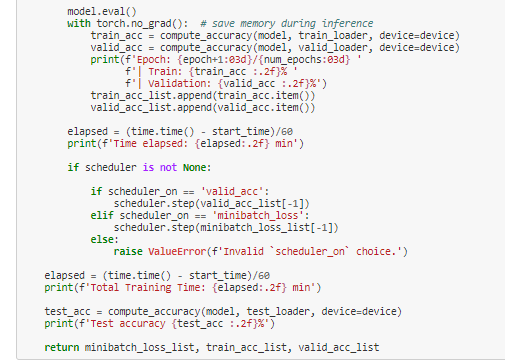 model.eval()
with torch.no_grad():  # save memory during inference
    train_acc = compute_accuracy(model, train_loader, device=device)
    valid_acc = compute_accuracy(model, valid_loader, device=device)
    print(f'Epoch: {epoch+1:03d}/{num_epochs:03d} '
          f'| Train: {train_acc :.2f}% '
          f'| Validation: {valid_acc :.2f}%')
    train_acc_list.append(train_acc.item())
    valid_acc_list.append(valid_acc.item())
elapsed = (time.time() - start_time)/60
print(f'Time elapsed: {elapsed:.2f} min')
if scheduler is not None:
    if scheduler_on == 'valid_acc':
        scheduler.step(valid_acc_list[-1])
    elif scheduler_on == 'minibatch_loss':
        scheduler.step(minibatch_loss_list[-1])
    else:
        raise ValueError(f'Invalid `scheduler_on` choice.')
elapsed = (time.time() - start_time)/60
print(f'Total Training Time: {elapsed:.2f} min')
test_acc = compute_accuracy(model, test_loader, device=device)
print(f'Test accuracy {test_acc :.2f}%')
return minibatch_loss_list, train_acc_list, valid_acc_list